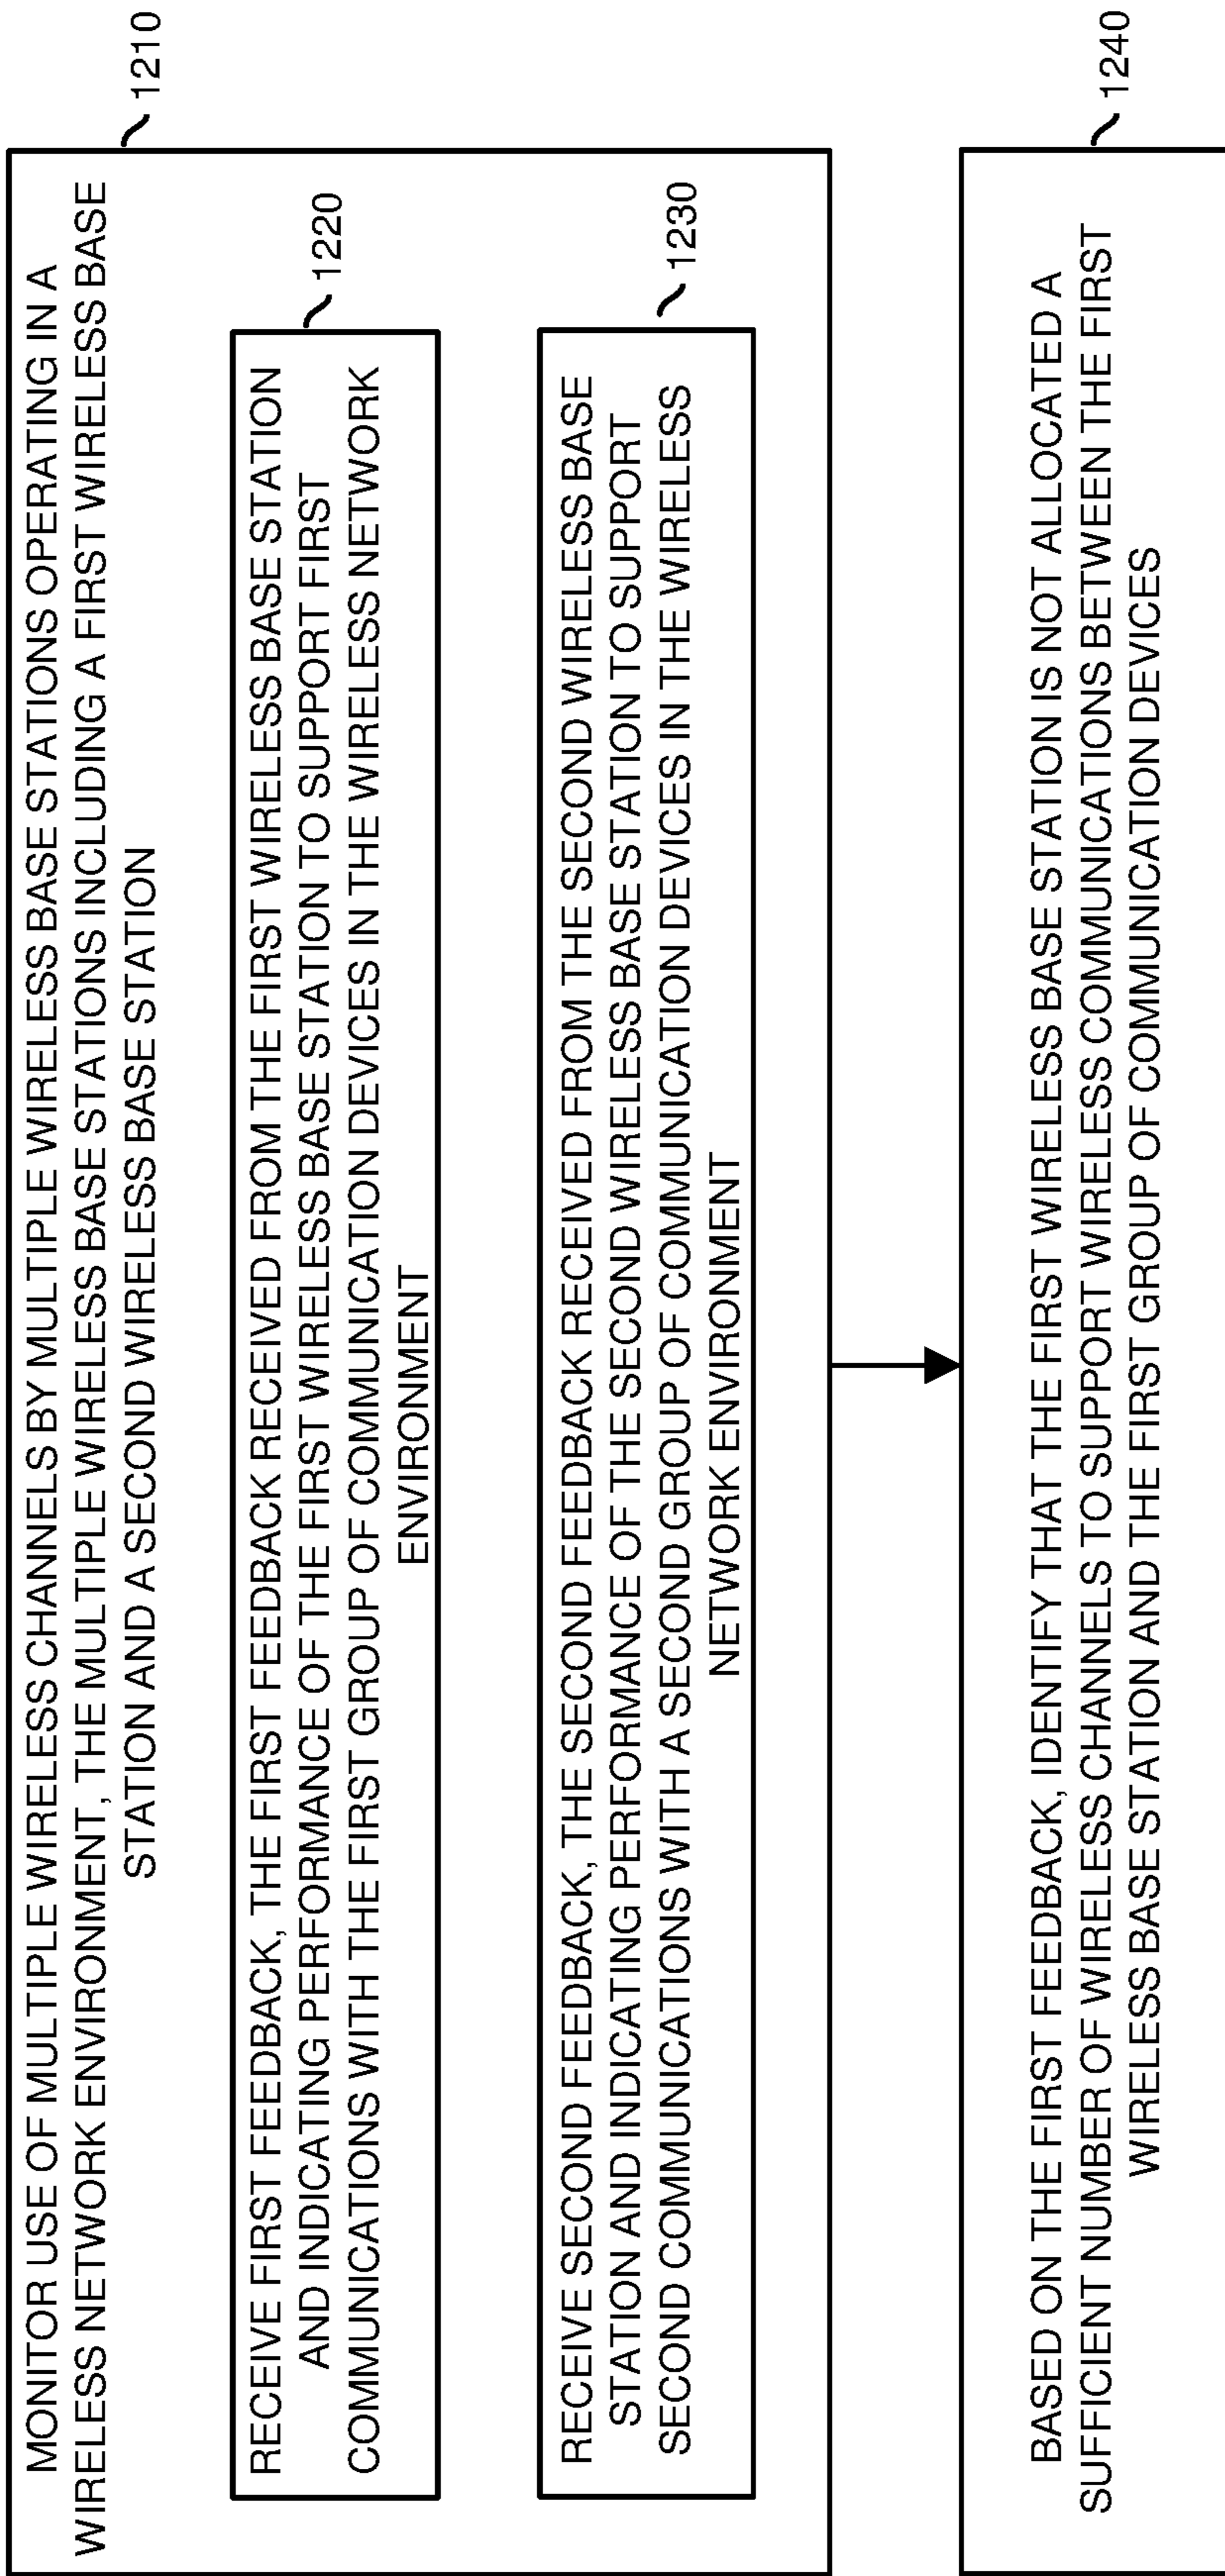 MONITOR USE OF MULTIPLE WIRELESS CHANNELS BY MULTIPLE WIRELESS BASE STATIONS OPERATING IN A
WIRELESS NETWORK ENVIRONMENT, THE MULTIPLE WIRELESS BASE STATIONS INCLUDING A FIRST WIRELESS BASE
STATION AND A SECOND WIRELESS BASE STATION
1210
RECEIVE FIRST FEEDBACK, THE FIRST FEEDBACK RECEIVED FROM THE FIRST WIRELESS BASE STATION
AND INDICATING PERFORMANCE OF THE FIRST WIRELESS BASE STATION TO SUPPORT FIRST
COMMUNICATIONS WITH THE FIRST GROUP OF COMMUNICATION DEVICES IN THE WIRELESS NETWORK
ENVIRONMENT
1220
RECEIVE SECOND FEEDBACK, THE SECOND FEEDBACK RECEIVED FROM THE SECOND WIRELESS BASE
STATION AND INDICATING PERFORMANCE OF THE SECOND WIRELESS BASE STATION TO SUPPORT
SECOND COMMUNICATIONS WITH A SECOND GROUP OF COMMUNICATION DEVICES IN THE WIRELESS
NETWORK ENVIRONMENT
1230
BASED ON THE FIRST FEEDBACK, IDENTIFY THAT THE FIRST WIRELESS BASE STATION IS NOT ALLOCATED A
SUFFICIENT NUMBER OF WIRELESS CHANNELS TO SUPPORT WIRELESS COMMUNICATIONS BETWEEN THE FIRST
WIRELESS BASE STATION AND THE FIRST GROUP OF COMMUNICATION DEVICES
1240